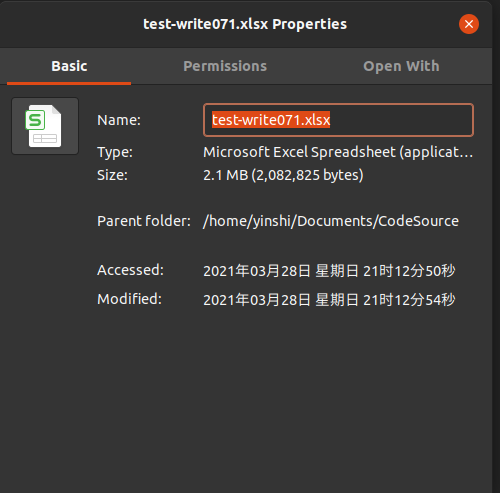 test-write071.xlsx Properties
Basic Permissions Open With
Name: test-write071.xlsx
Type: Microsoft Excel Spreadsheet (applicat...
Size: 2.1 MB (2,082,825 bytes)
Parent folder: /home/yinshi/Documents/CodeSource
Accessed: 2021年03月28日 星期日 21时12分50秒
Modified: 2021年03月28日 星期日 21时12分54秒